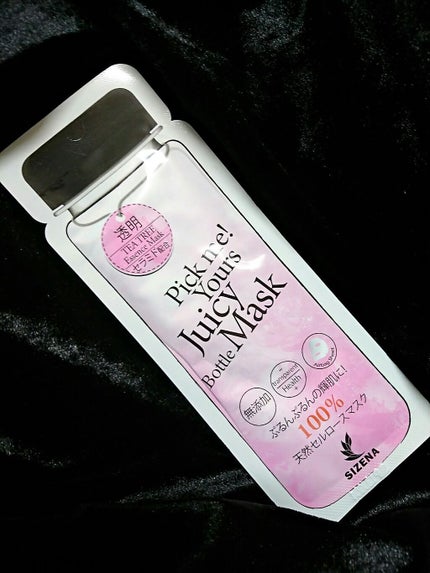 透明
TEA TREE
Essence Mask
セラミド配合
Pick me!
Yours
Juicy
Bottle Mask
無添加
Transparent
Health
ぷるんぷるんの輝肌に!
100%
天然セルロースマスク
SIZENA